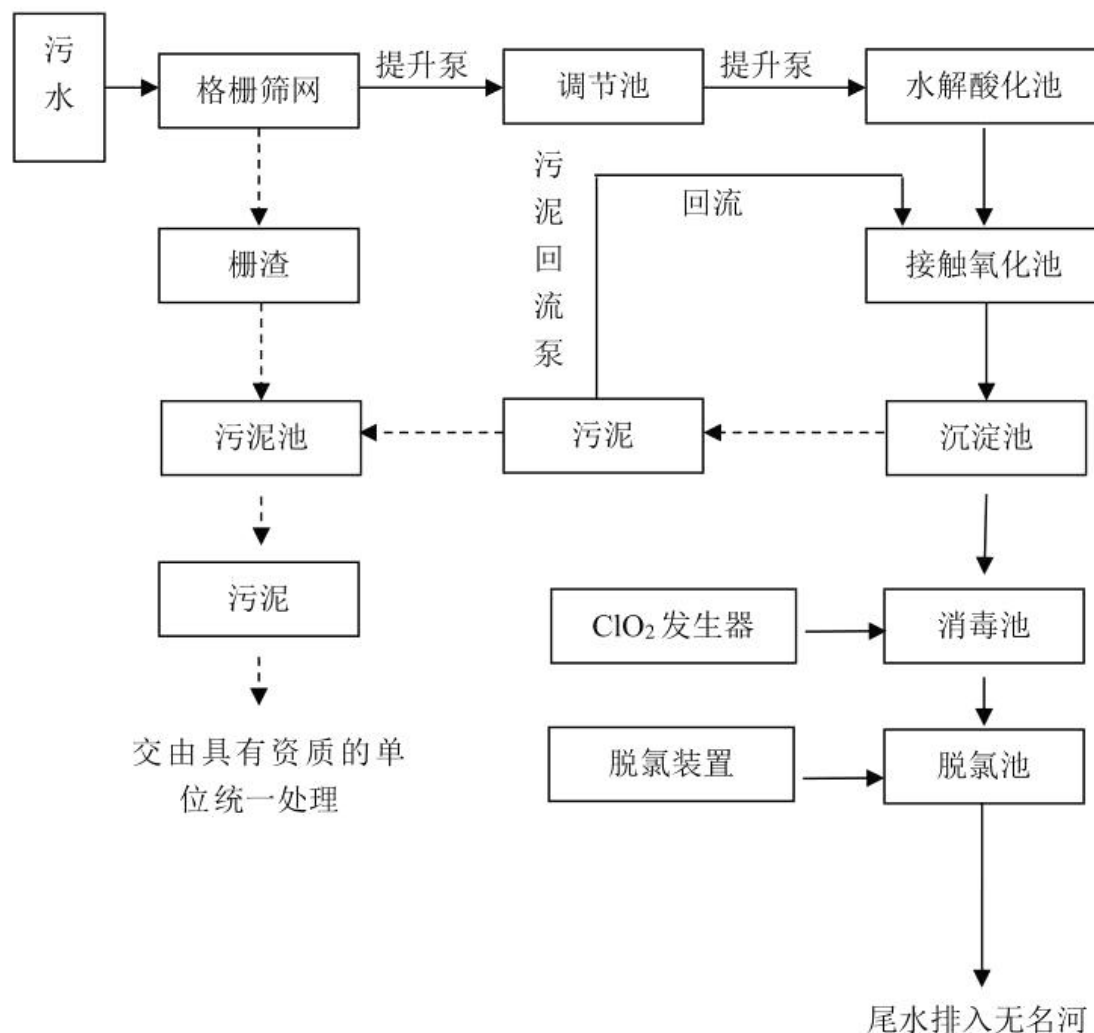 污
水
格栅筛网
提升泵
调节池
提升泵
水解酸化池
污
泥
回
流
泵
回流
栅渣
接触氧化池
污泥池
污泥
沉淀池
污泥
ClO₂发生器
消毒池
交由具有资质的单
位统一处理
脱氯装置
脱氯池
尾水排入无名河